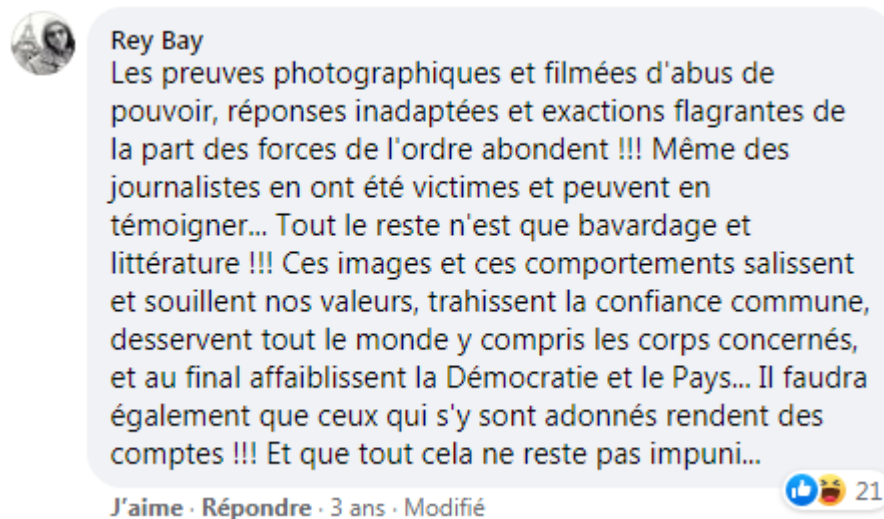 Rey Bay
Les preuves photographiques et filmées d'abus de
pouvoir, réponses inadaptées et exactions flagrantes de
la part des forces de l'ordre abondent !!! Même des
journalistes en ont été victimes et peuvent en
témoigner... Tout le reste n'est que bavardage et
littérature !!! Ces images et ces comportements salissent
et souillent nos valeurs, trahissent la confiance commune,
desservent tout le monde y compris les corps concernés,
et au final affaiblissent la Démocratie et le Pays... Il faudra
également que ceux qui s'y sont adonnés rendent des
comptes !!! Et que tout cela ne reste pas impuni...
21
J'aime · Répondre · 3 ans · Modifié